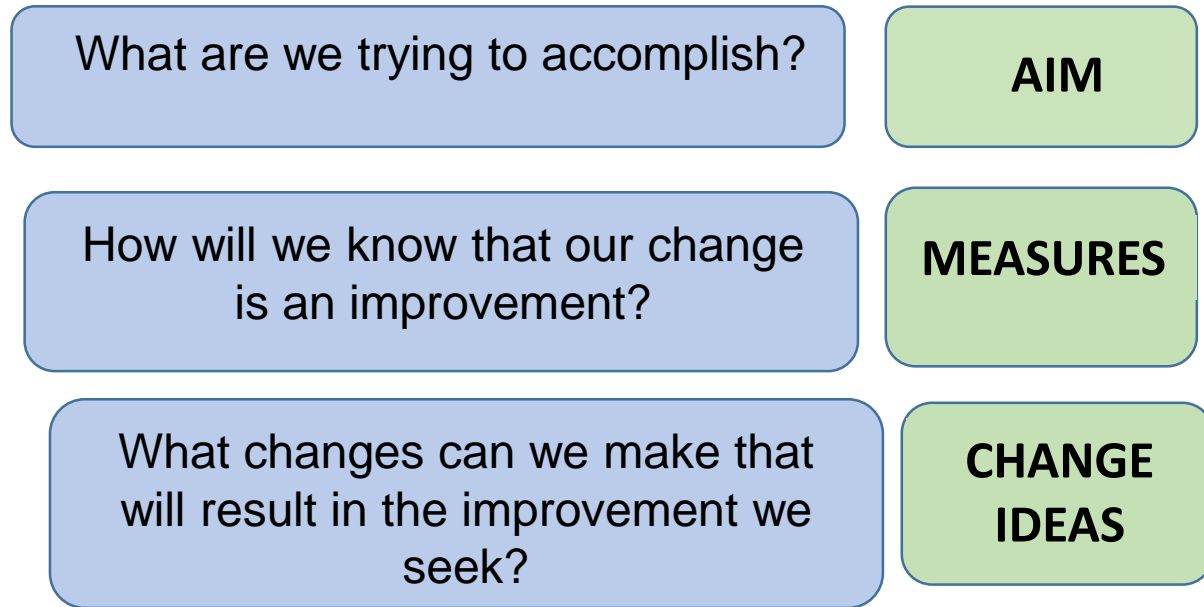 What are we trying to accomplish?
AIM
How will we know that our change
is an improvement?
MEASURES
What changes can we make that
will result in the improvement we
seek?
CHANGE
IDEAS